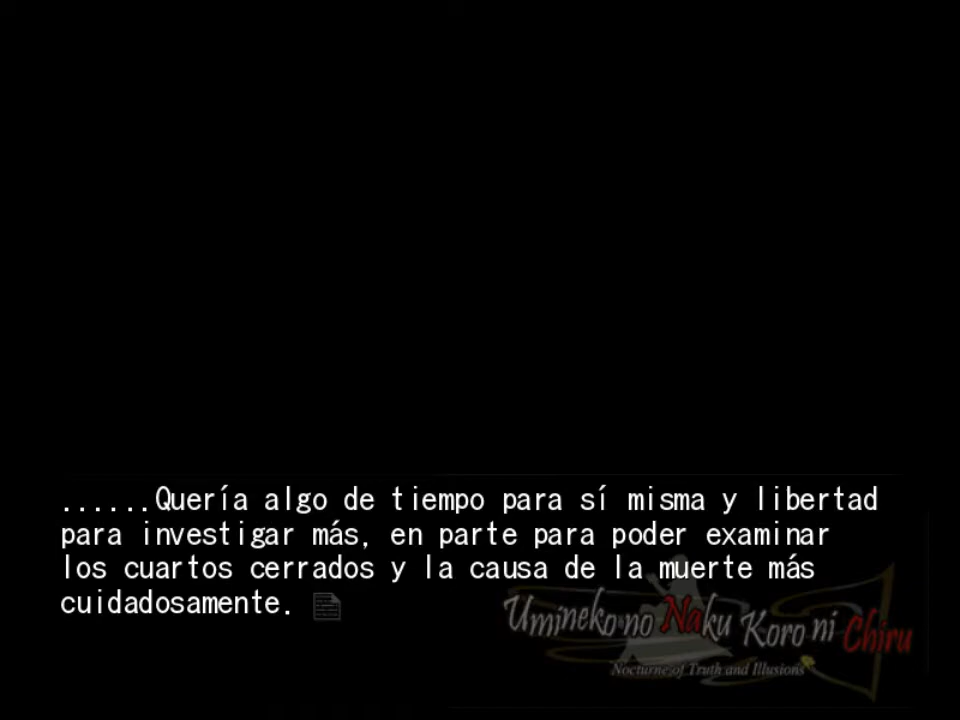 ......Quería algo de tiempo para sí misma y libertad
para investigar más, en parte para poder examinar
los cuartos cerrados y la causa de la muerte más
cuidadosamente.
Umineko no Naku Koro ni Chiru
Nocturne of Truth and Illusions